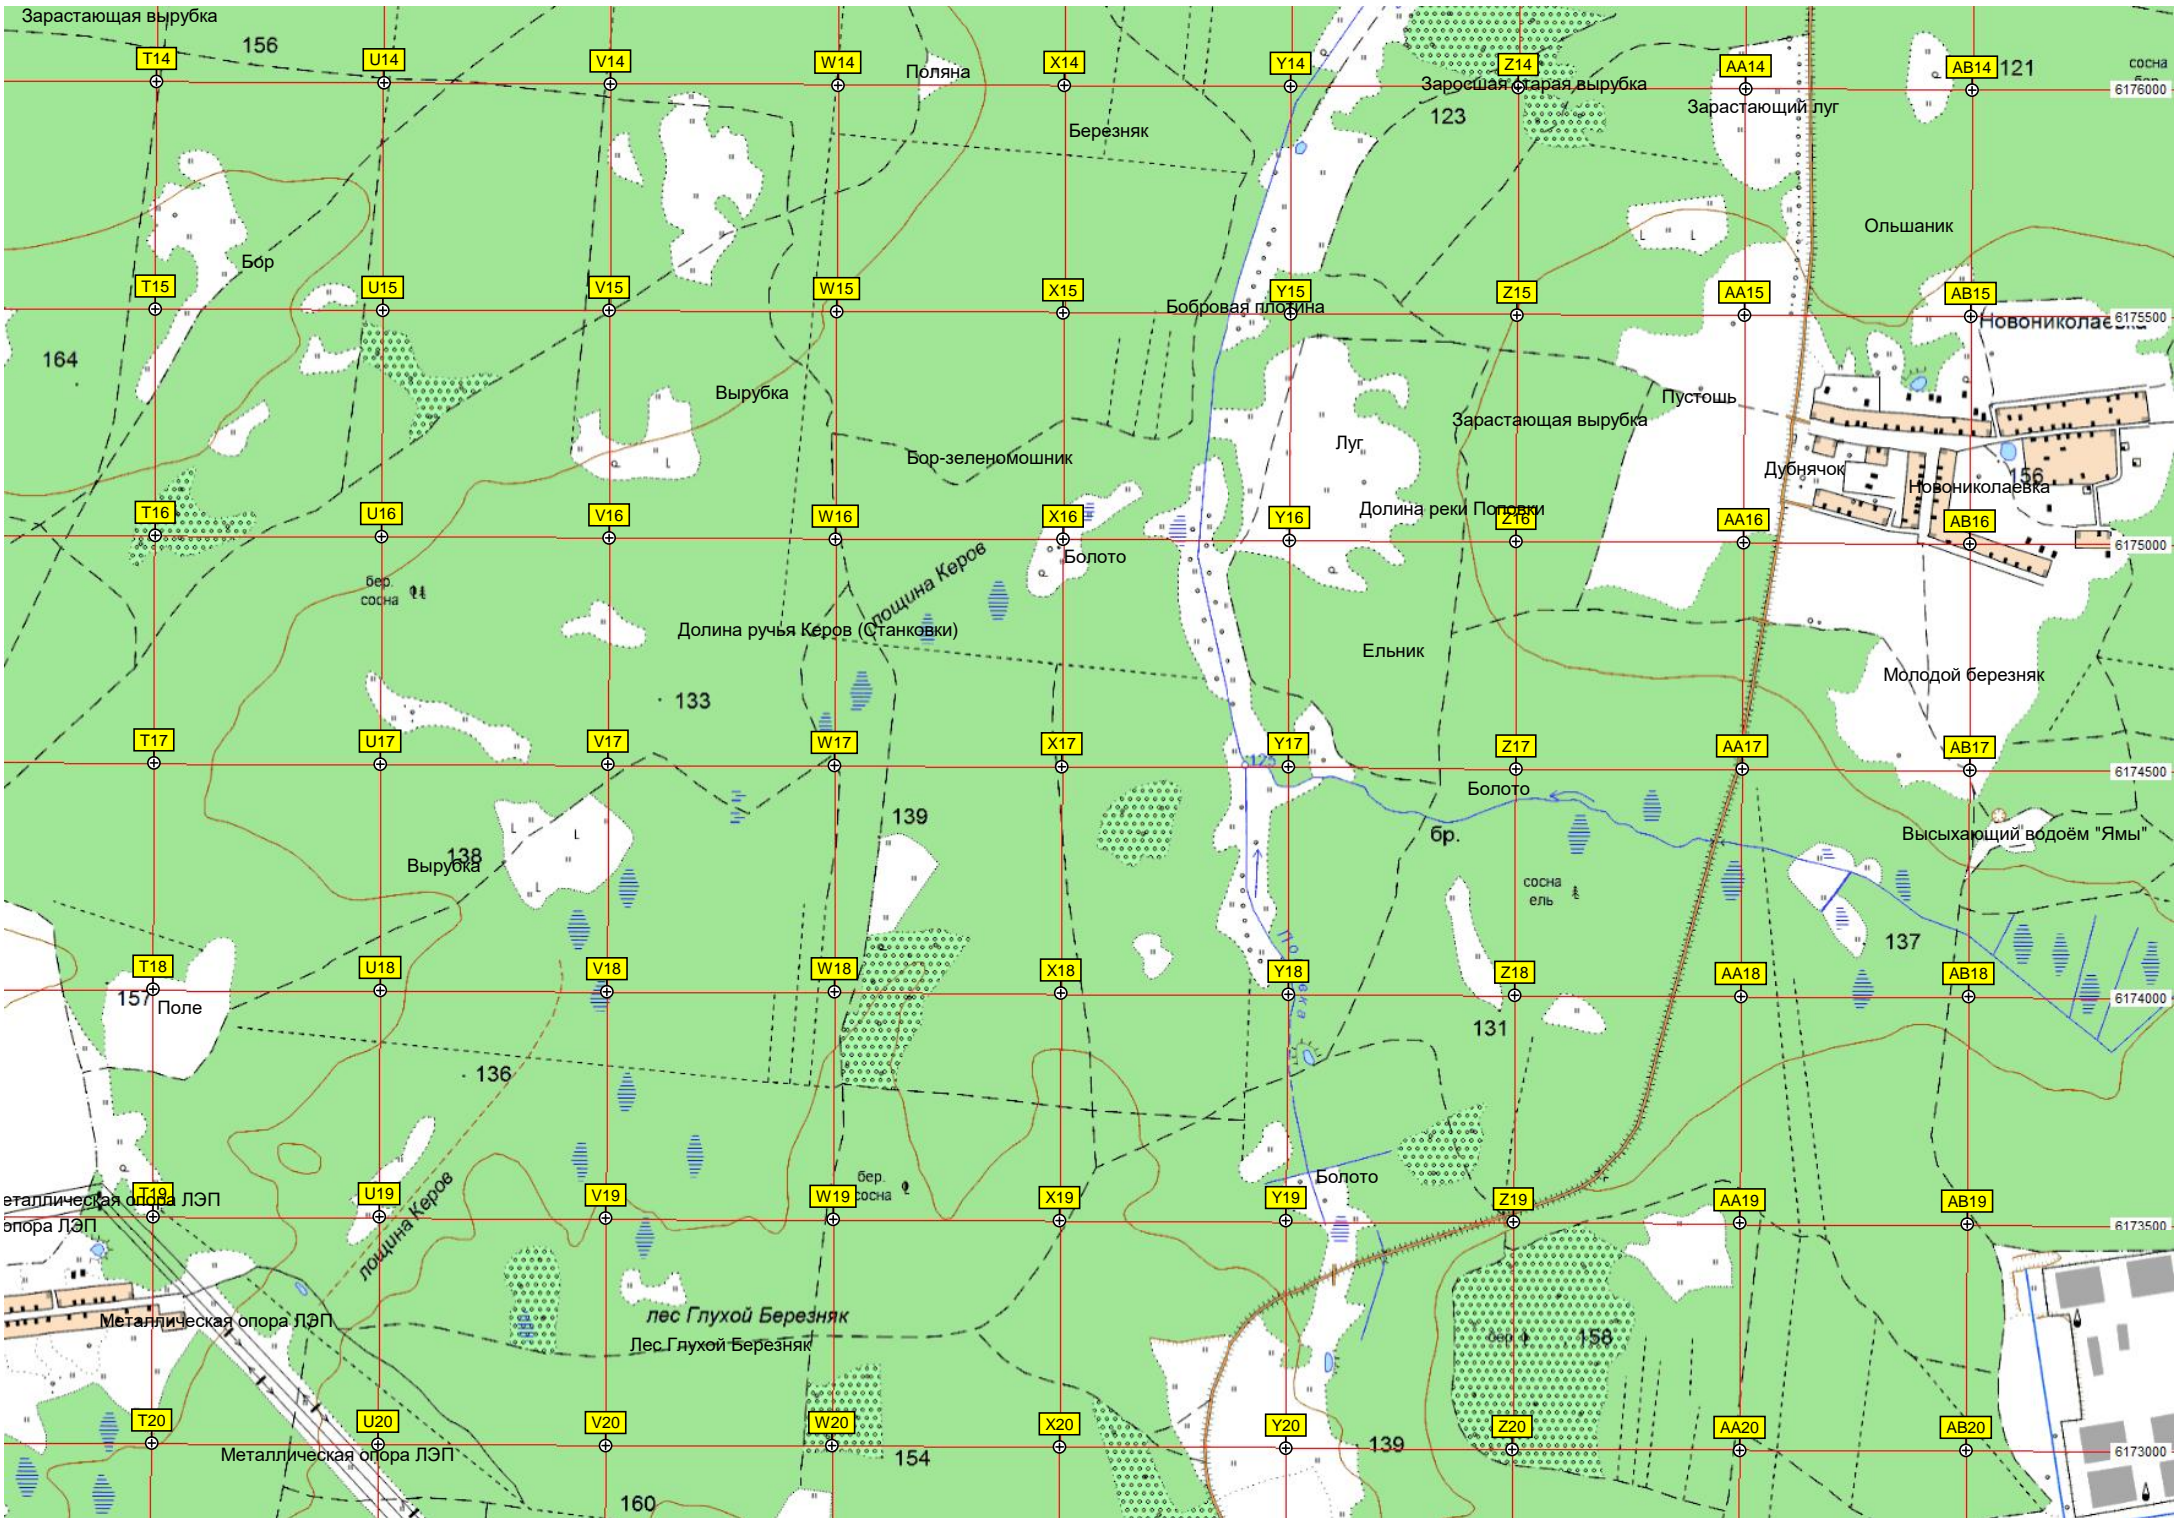 Зарастающая вырубка
156
T14
U14
V14
W14
Поляна
X14
Y14
Z14
AA14
AB14
121
сосна
6176000
Заросшая старая вырубка
Зарастающий луг
123
Березняк
Ольшаник
Бор
T15
U15
V15
W15
X15
Y15
Z15
AA15
AB15
Бобровая плотина
Новониколаевка
6175500
164
Вырубка
Пустошь
Зарастающая вырубка
Луг
Бор-зеленомошник
Дубнячок
156
Новониколаевка
T16
U16
V16
W16
X16
Y16
Долина реки Поповки
Z16
AA16
AB16
6175000
Болото
лощина Керов
бер.
сосна
Долина ручья Керов (Станковки)
Ельник
Молодой березняк
133
T17
U17
V17
W17
X17
Y17
Z17
AA17
AB17
125
6174500
Болото
139
бр.
Высыхающий водоём "Ямы"
138
Вырубка
сосна
ель
137
T18
U18
V18
W18
X18
Y18
Z18
AA18
AB18
157
Поле
6174000
131
136
бер.
сосна
Болото
T19
U19
V19
W19
X19
Y19
Z19
AA19
AB19
еталлическая опора ЛЭП
опора ЛЭП
6173500
лощина Керов
Металлическая опора ЛЭП
лес Глухой Березняк
Лес Глухой Березняк
бер.
158
T20
U20
V20
W20
X20
Y20
Z20
AA20
AB20
139
6173000
Металлическая опора ЛЭП
154
160